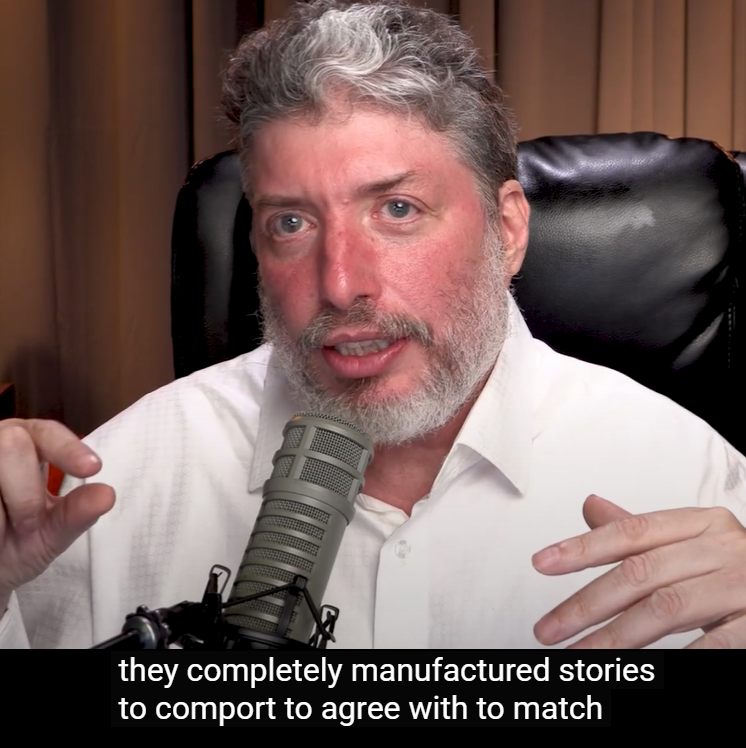 they completely manufactured stories
to comport to agree with to match